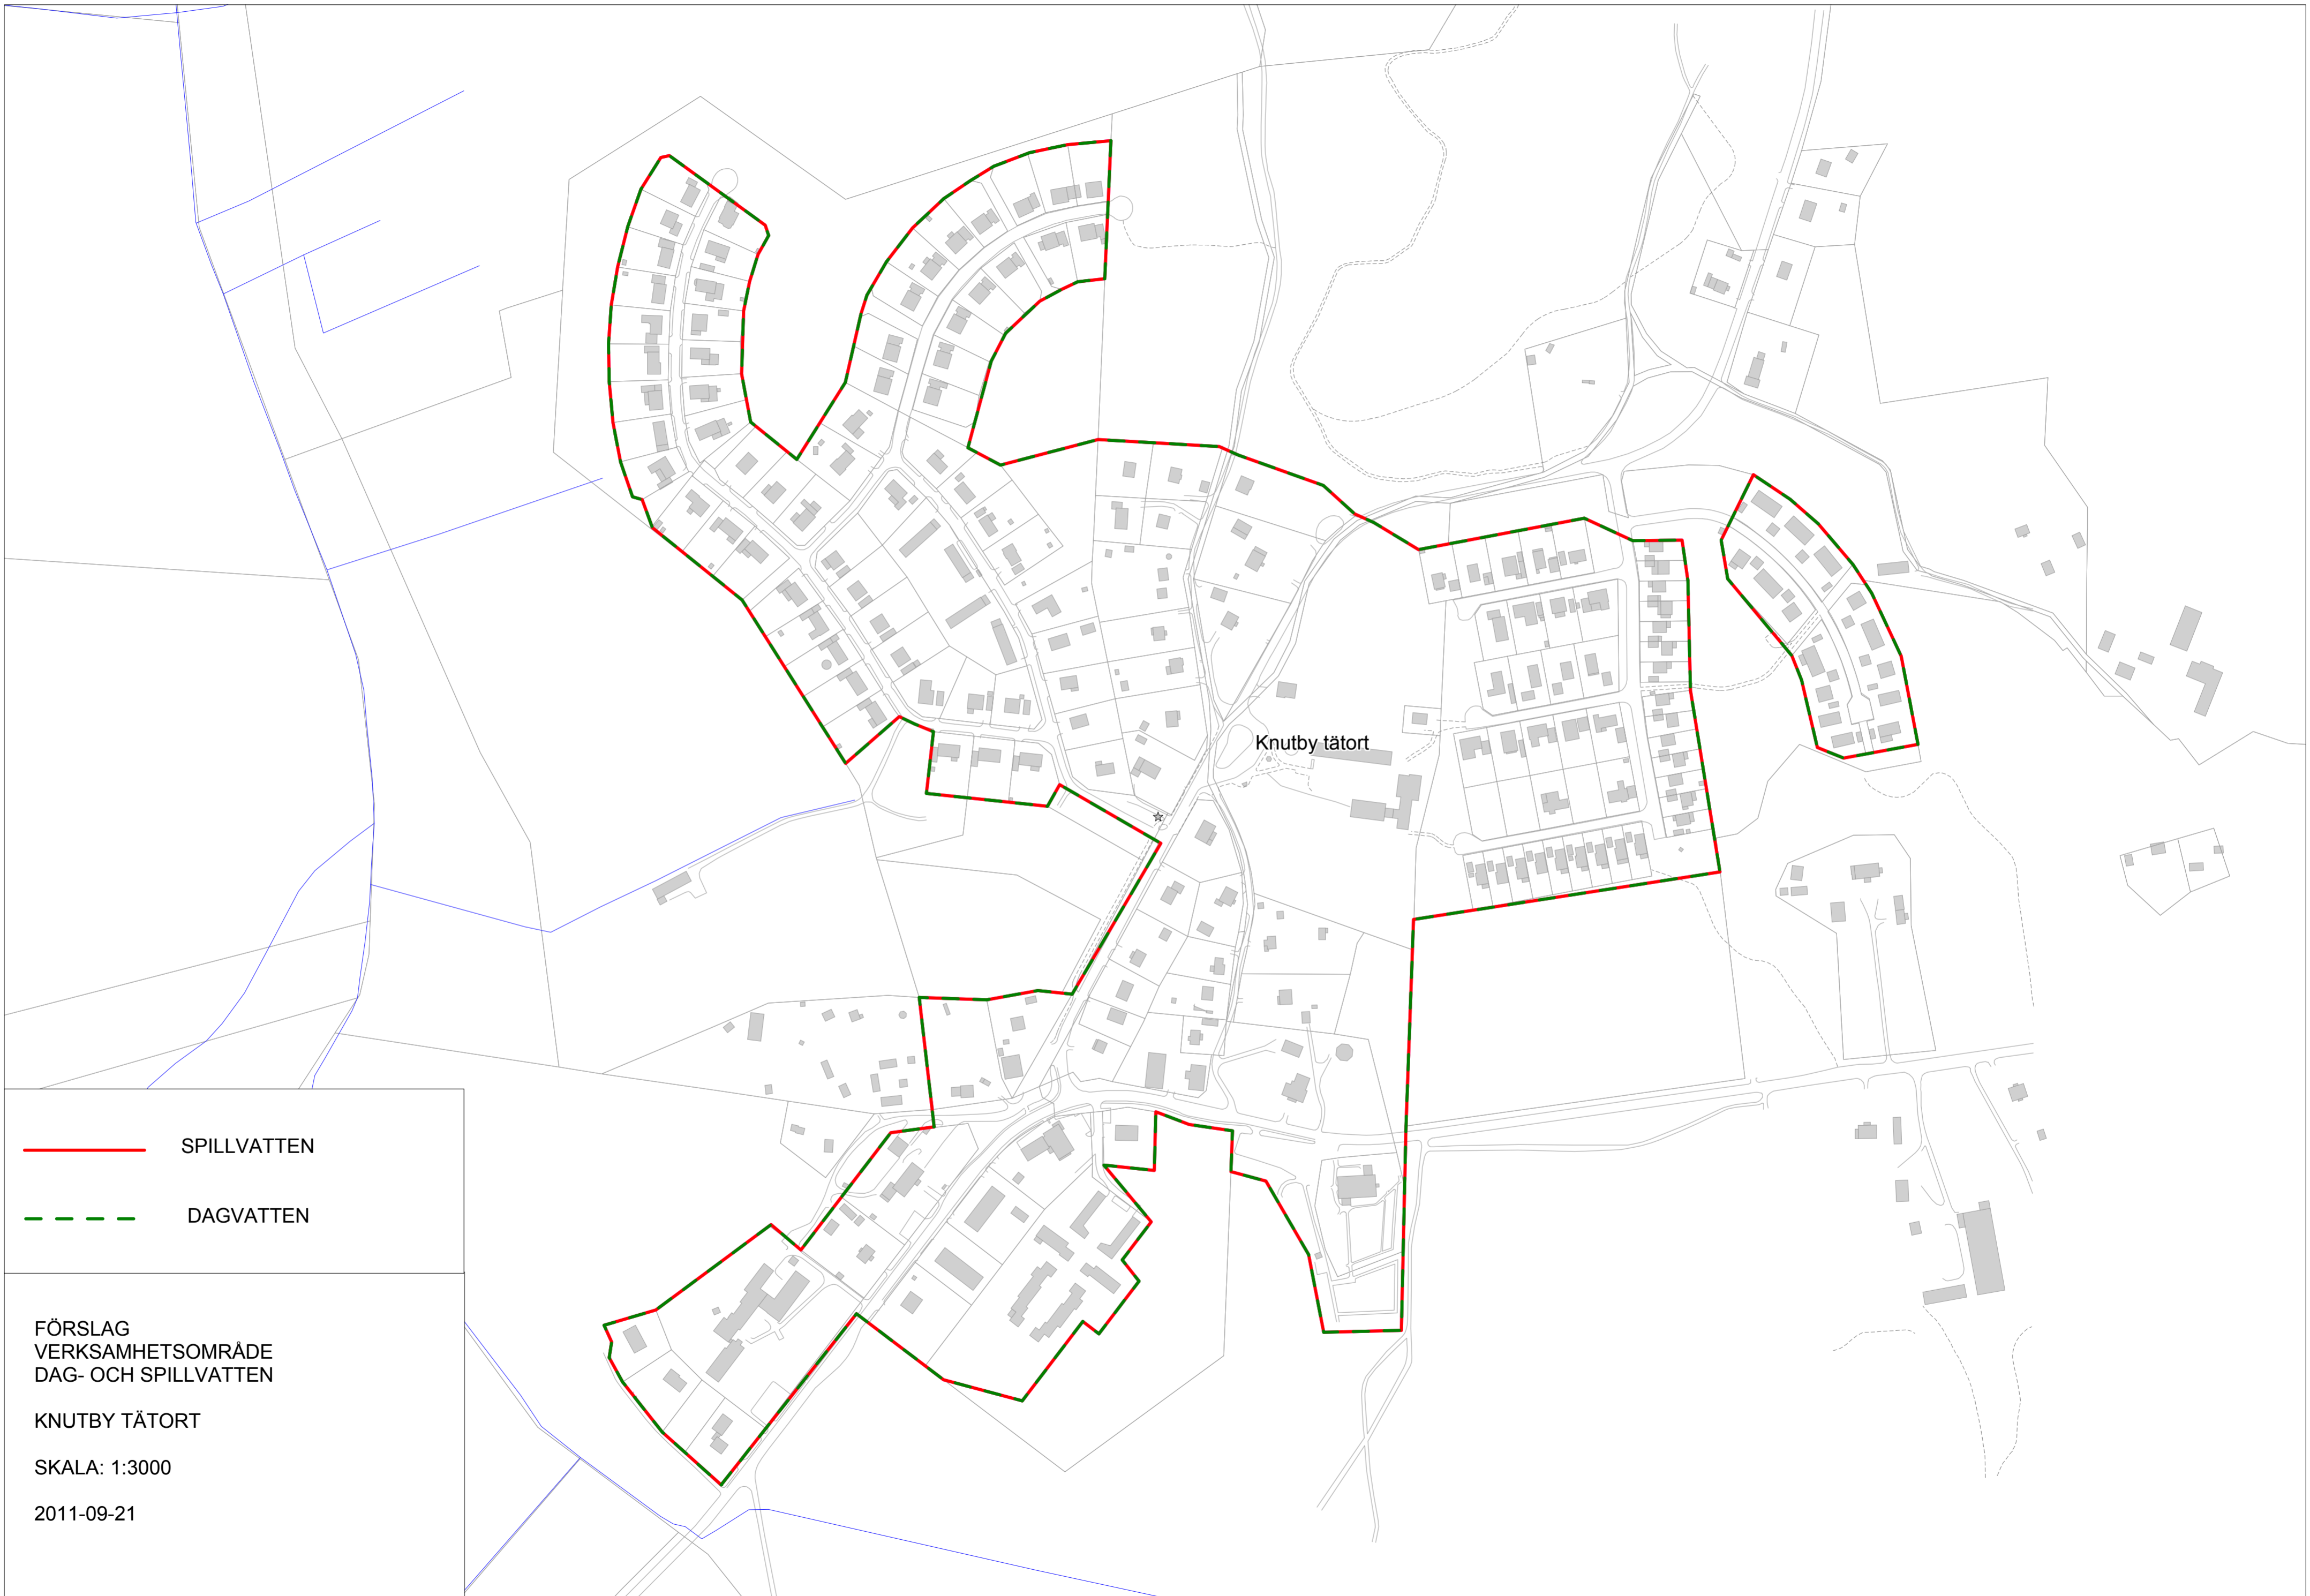 Knutby tätort
SPILLVATTEN
DAGVATTEN
FÖRSLAG
VERKSAMHETSOMRÅDE
DAG- OCH SPILLVATTEN
KNUTBY TÄTORT
SKALA: 1:3000
2011-09-21